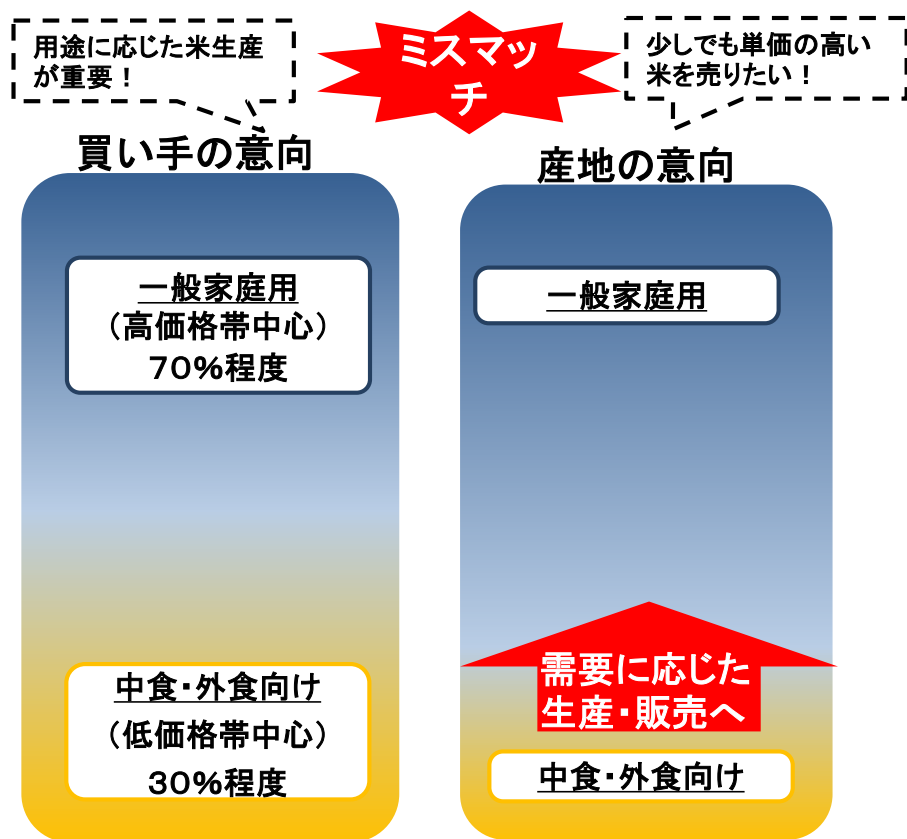 用途に応じた米生産
が重要！
ミスマッ
チ
少しでも単価の高い
米を売りたい！
買い手の意向
産地の意向
一般家庭用
（高価格帯中心）
７０％程度
一般家庭用
中食・外食向け
（低価格帯中心）
３０％程度
需要に応じた
生産・販売へ
中食・外食向け